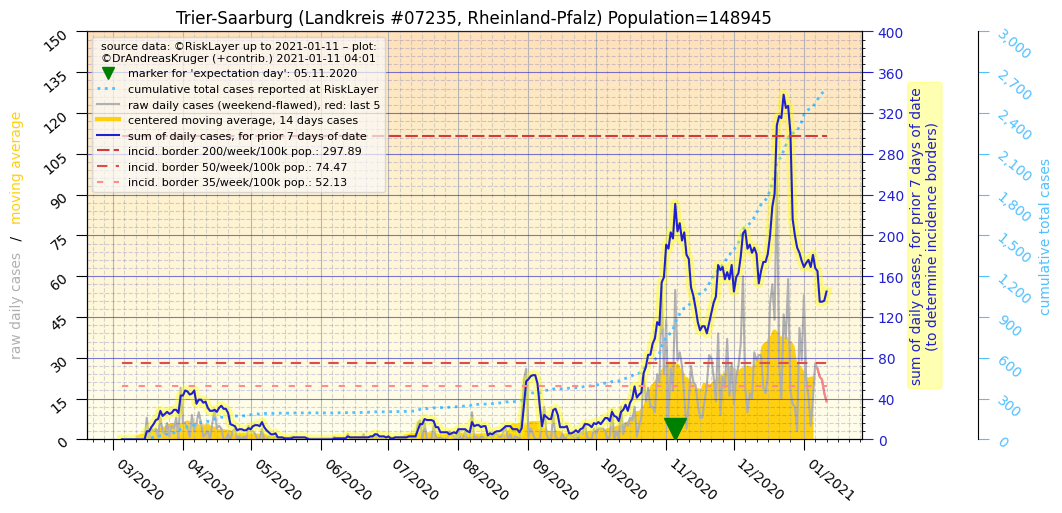 Trier-Saarburg (Landkreis #07235, Rheinland-Pfalz) Population=148945
source data: ©RiskLayer up to 2021-01-11 – plot:
©DrAndreasKruger (+contrib.) 2021-01-11 04:01
marker for 'expectation day': 05.11.2020
cumulative total cases reported at RiskLayer
raw daily cases (weekend-flawed), red: last 5
centered moving average, 14 days cases
sum of daily cases, for prior 7 days of date
incid. border 200/week/100k pop.: 297.89
incid. border 50/week/100k pop.: 74.47
incid. border 35/week/100k pop.: 52.13
raw daily cases / moving average
150
135
120
105
90
75
60
45
30
15
0
03/2020
04/2020
05/2020
06/2020
07/2020
08/2020
09/2020
10/2020
11/2020
12/2020
01/2021
400
360
320
280
240
200
160
120
80
40
0
sum of daily cases, for prior 7 days of date
(to determine incidence borders)
3,000
2,700
2,400
2,100
1,800
1,500
1,200
900
600
300
0
cumulative total cases